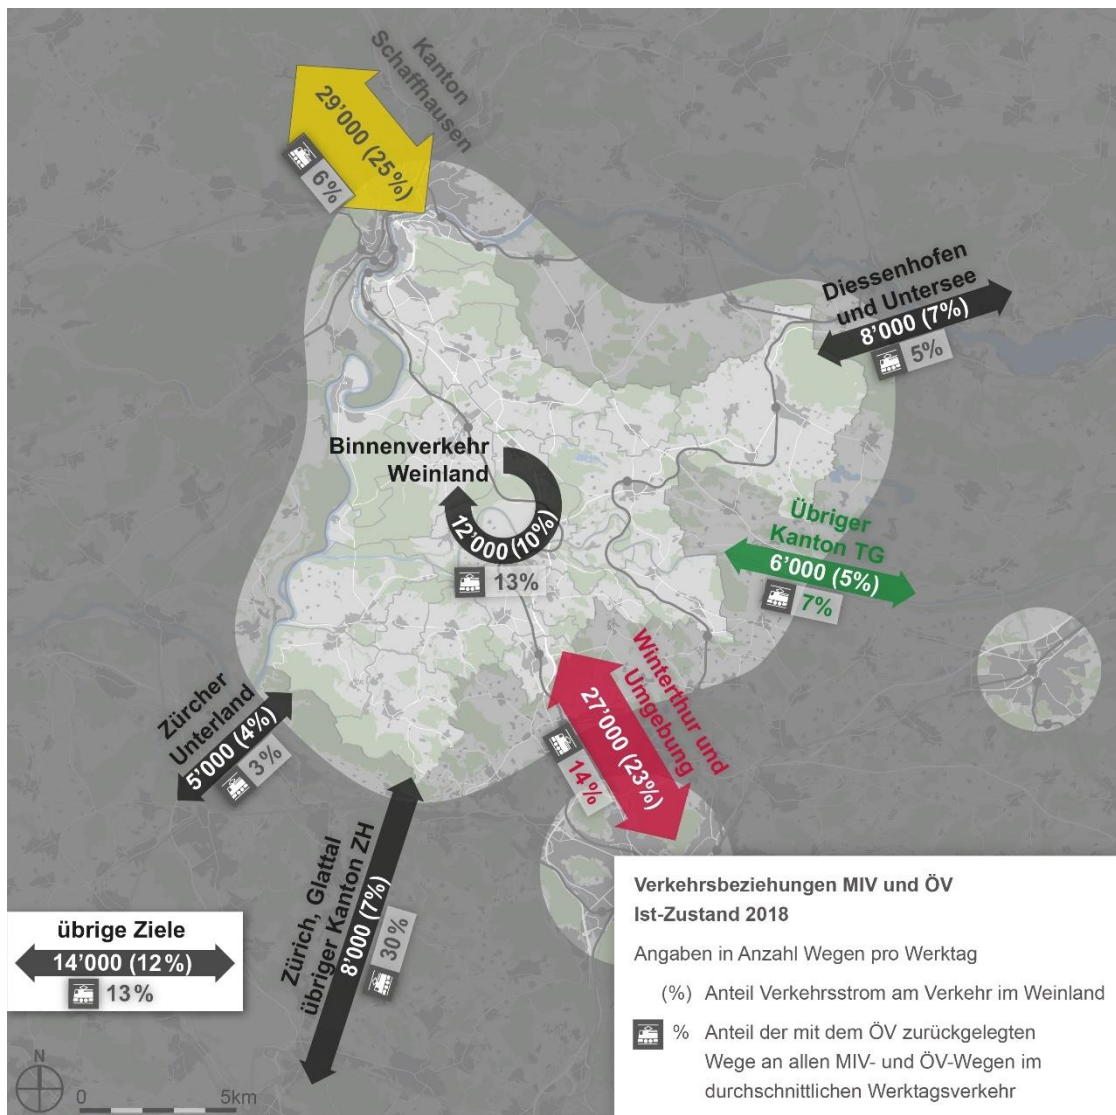 Kanton
Schaffhausen
29'000 (25%)
6%
Diessenhofen
und Untersee
8'000 (7%)
5%
Binnenverkehr
Weinland
12'000 (10%)
13%
Übriger
Kanton TG
6'000 (5%)
7%
Winterthur und
Umgebung
27'000 (23%)
14%
Zürcher
Unterland
5'000 (4%)
3%
Zürich, Glattal
übriger Kanton ZH
8'000 (7%)
30%
übrige Ziele
14'000 (12%)
13%
N
0 5km
Verkehrsbeziehungen MIV und ÖV
Ist-Zustand 2018
Angaben in Anzahl Wegen pro Werktag
(%) Anteil Verkehrsstrom am Verkehr im Weinland
% Anteil der mit dem ÖV zurückgelegten
Wege an allen MIV- und ÖV-Wegen im
durchschnittlichen Werktagsverkehr